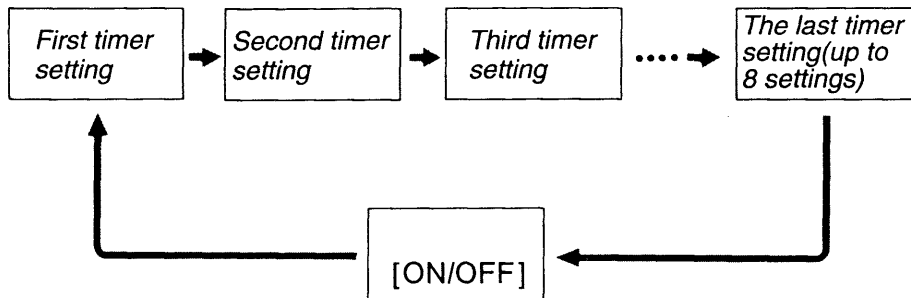 First timer
setting
Second timer
setting
Third timer
setting
The last timer
setting(up to
8 settings)
[ON/OFF]